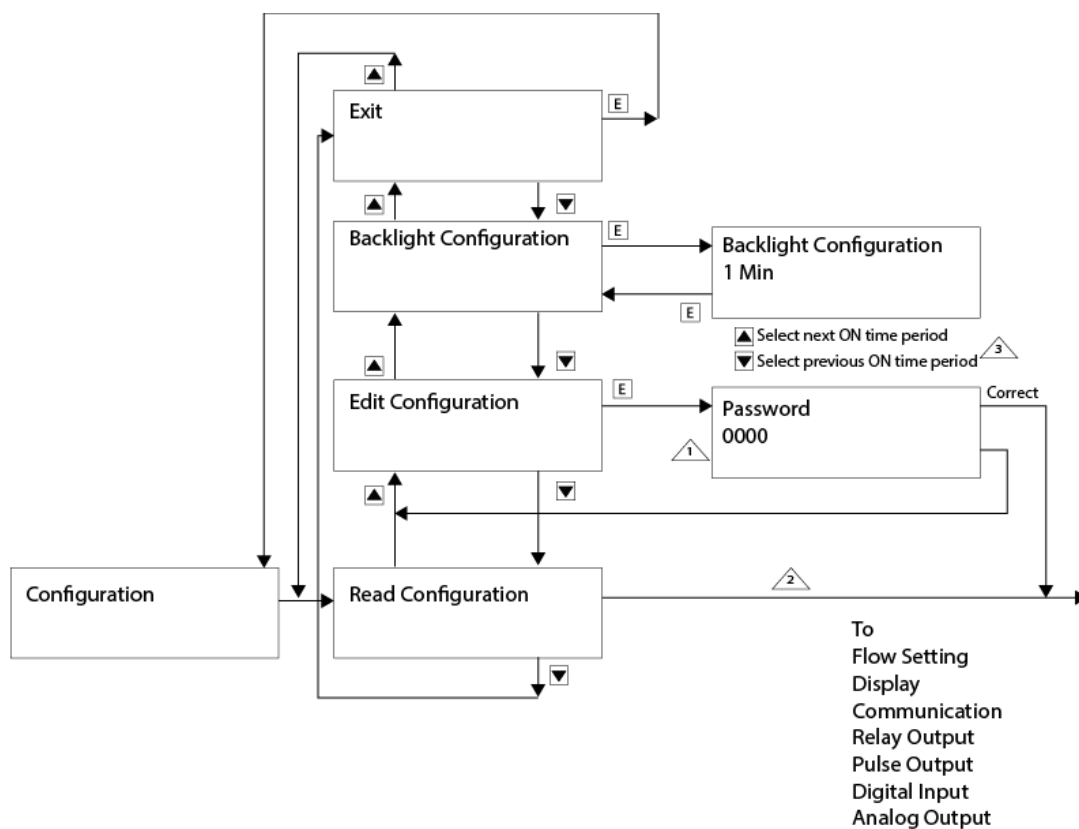 Exit
E
Backlight Configuration
E
Backlight Configuration
1 Min
E
Select next ON time period
Select previous ON time period
3
Edit Configuration
E
Password
0000
Correct
1
Configuration
Read Configuration
2
To
Flow Setting
Display
Communication
Relay Output
Pulse Output
Digital Input
Analog Output